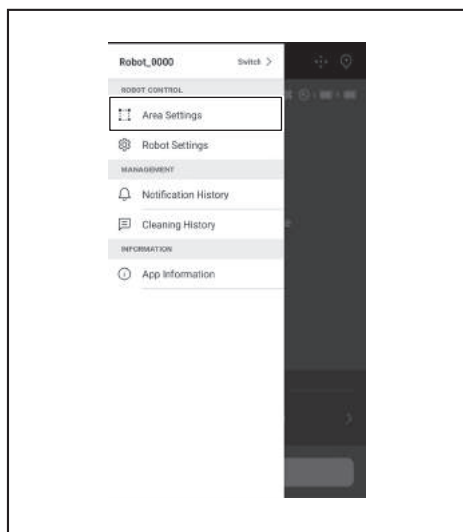 Robot_0000 Switch >
ROBOT CONTROL
Area Settings
Robot Settings
MANAGEMENT
Notification History
Cleaning History
INFORMATION
App Information